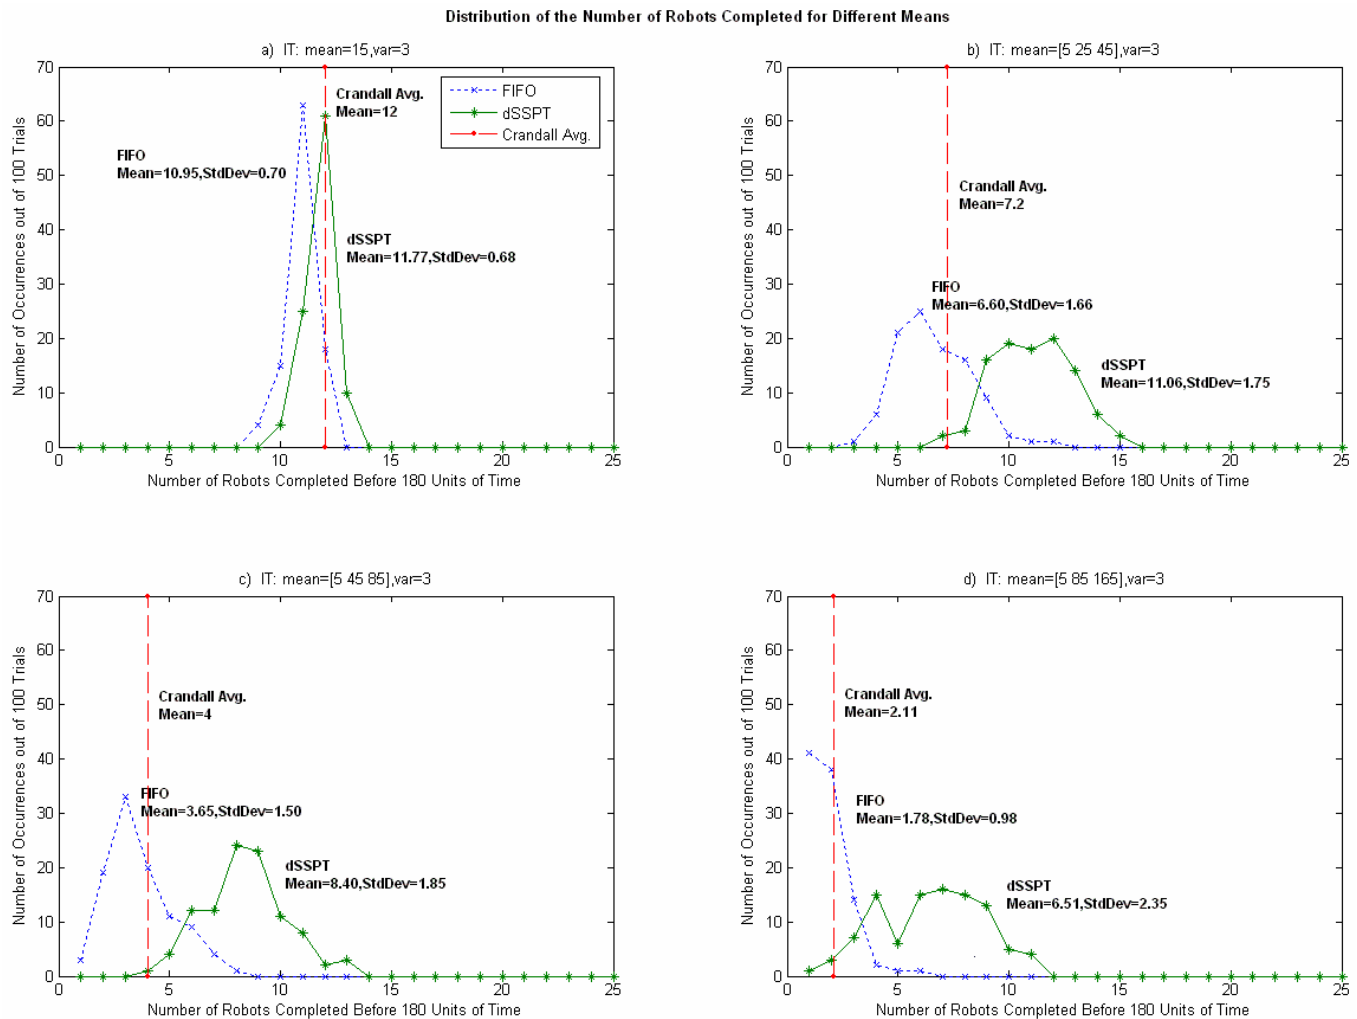 Distribution of the Number of Robots Completed for Different Means
a) IT: mean=15,var=3
70
60
50
40
30
20
10
0
0
5
10
15
20
25
Number of Occurrences out of 100 Trials
Number of Robots Completed Before 180 Units of Time
FIFO
Mean=10.95,StdDev=0.70
Crandall Avg.
Mean=12
dSSPT
Mean=11.77,StdDev=0.68
FIFO
dSSPT
Crandall Avg.
b) IT: mean=[5 25 45],var=3
70
60
50
40
30
20
10
0
0
5
10
15
20
25
Number of Occurrences out of 100 Trials
Number of Robots Completed Before 180 Units of Time
Crandall Avg.
Mean=7.2
FIFO
Mean=6.60,StdDev=1.66
dSSPT
Mean=11.06,StdDev=1.75
c) IT: mean=[5 45 85],var=3
70
60
50
40
30
20
10
0
0
5
10
15
20
25
Number of Occurrences out of 100 Trials
Number of Robots Completed Before 180 Units of Time
Crandall Avg.
Mean=4
FIFO
Mean=3.65,StdDev=1.50
dSSPT
Mean=8.40,StdDev=1.85
d) IT: mean=[5 85 165],var=3
70
60
50
40
30
20
10
0
0
5
10
15
20
25
Number of Occurrences out of 100 Trials
Number of Robots Completed Before 180 Units of Time
Crandall Avg.
Mean=2.11
FIFO
Mean=1.78,StdDev=0.98
dSSPT
Mean=6.51,StdDev=2.35